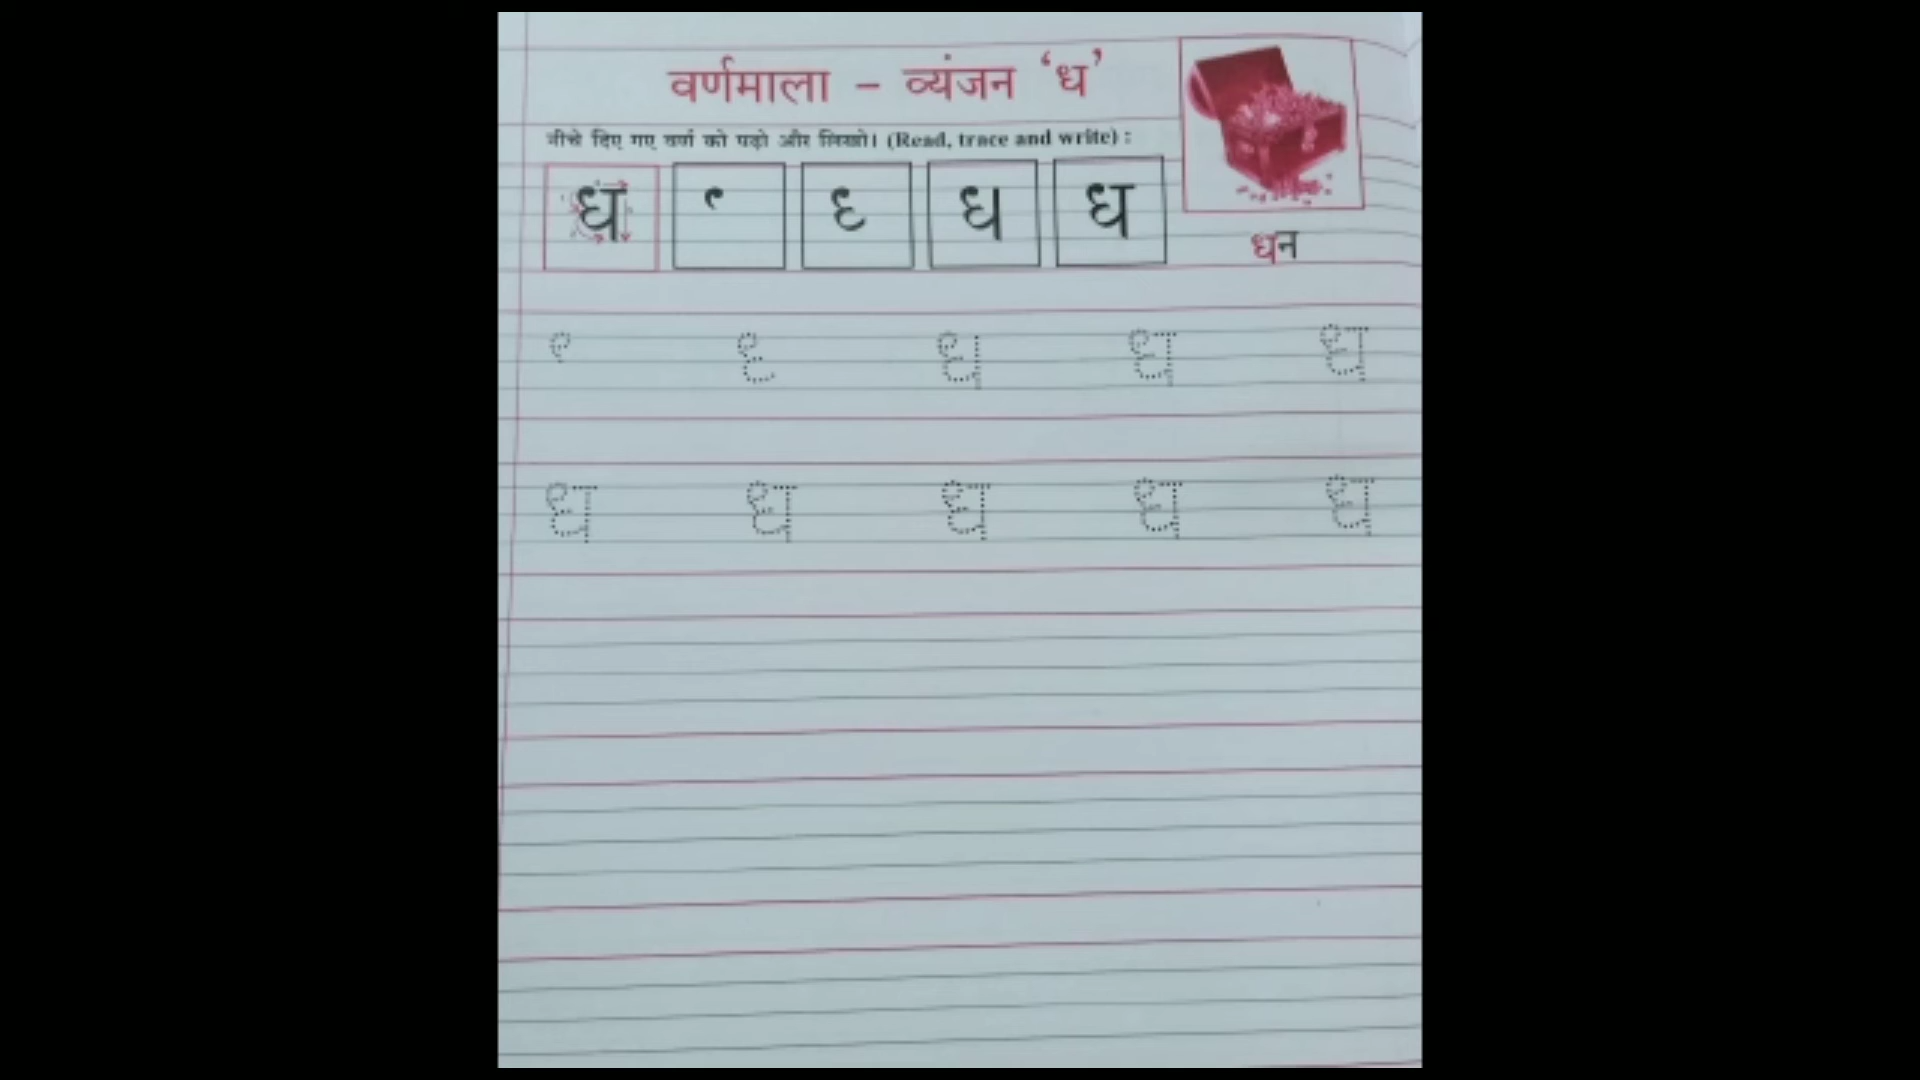 वर्णमाला – व्यंजन ‘ध’
नीचे दिए गए वर्ण को पढ़ो और लिखो। (Read, trace and write) :
ध ध ध
धन
ध ध
ध ध ध ध ध